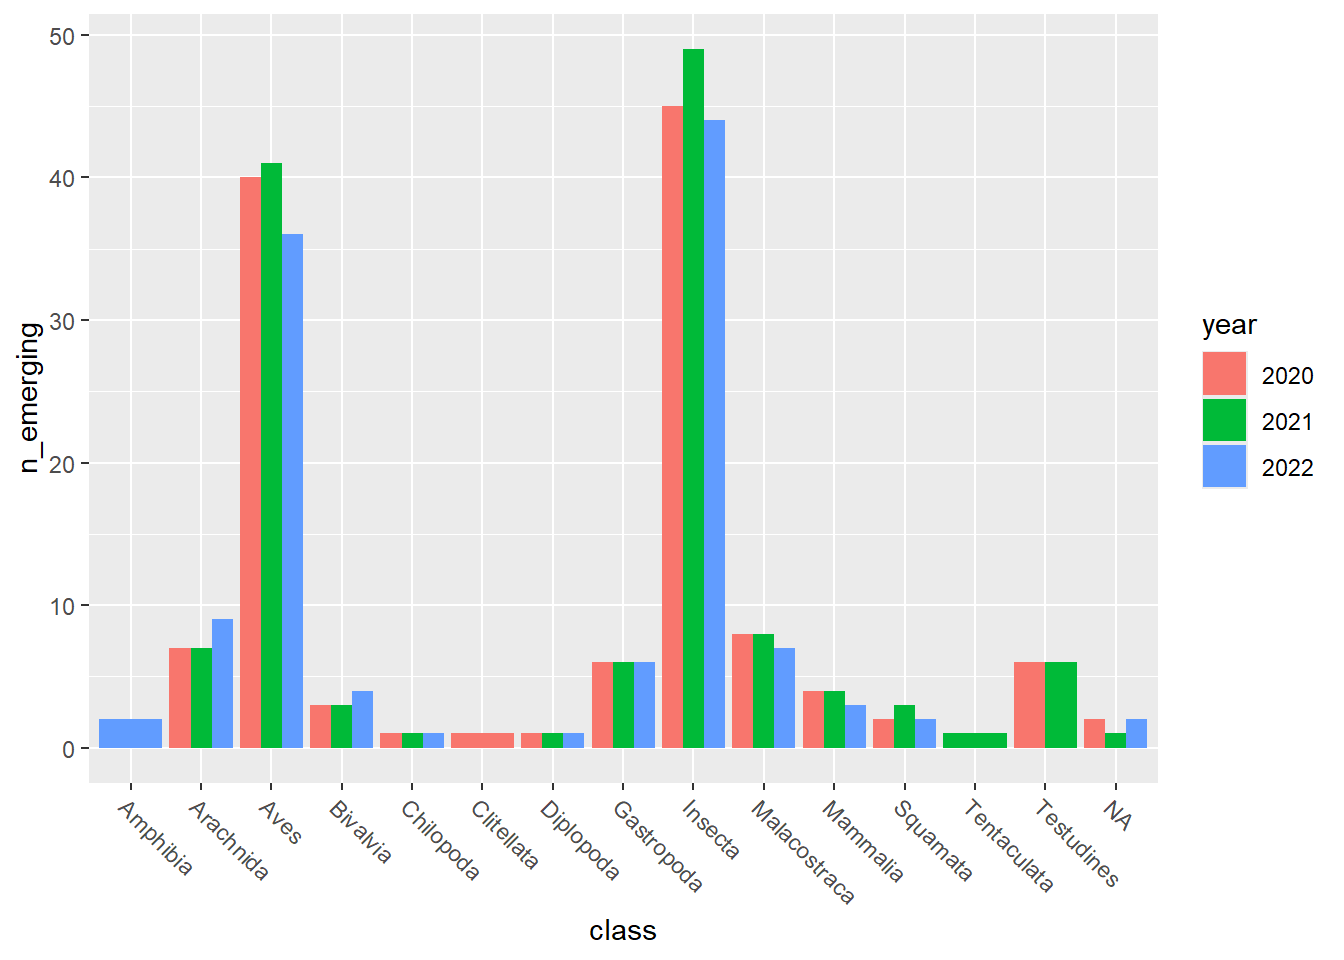 50
40
30
20
10
0
n_emerging
Amphibia
Arachnida
Aves
Bivalvia
Chilopoda
Clitellata
Diplopoda
Gastropoda
Insecta
Malacostraca
Mammalia
Squamata
Tentaculata
Testudines
NA
class
year
2020
2021
2022